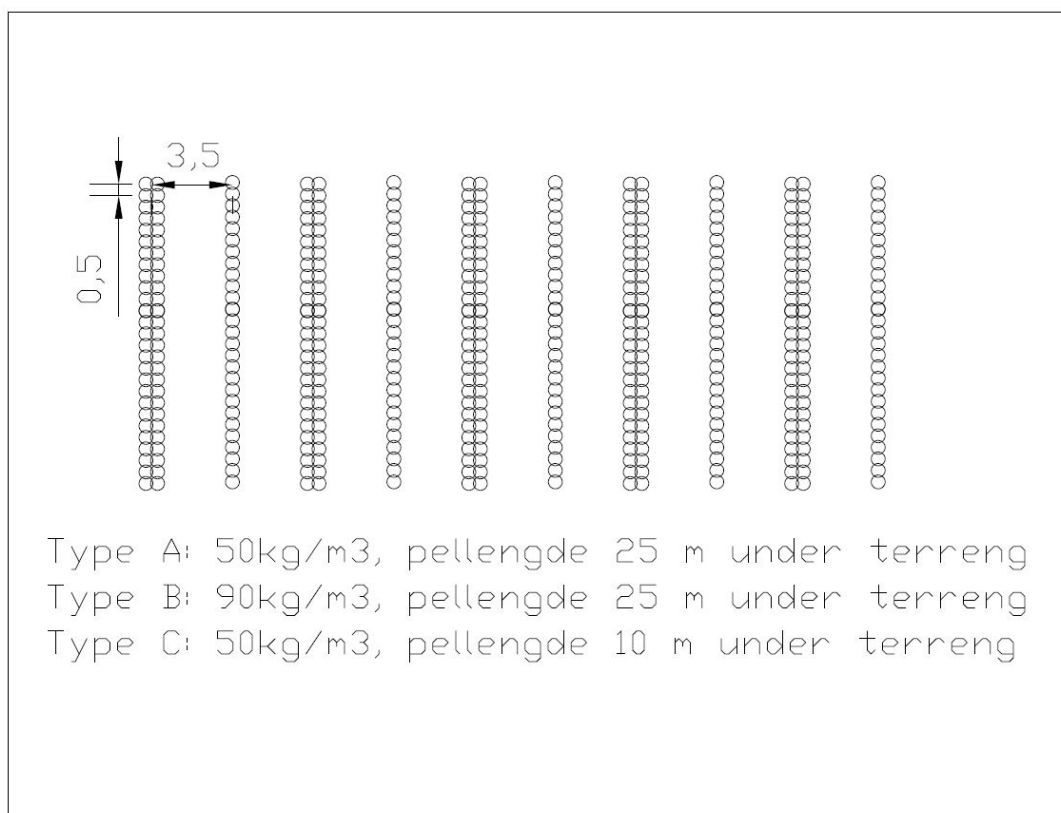 3,5
0,5
Type A: 50kg/m3, pellengde 25 m under terreng
Type B: 90kg/m3, pellengde 25 m under terreng
Type C: 50kg/m3, pellengde 10 m under terreng